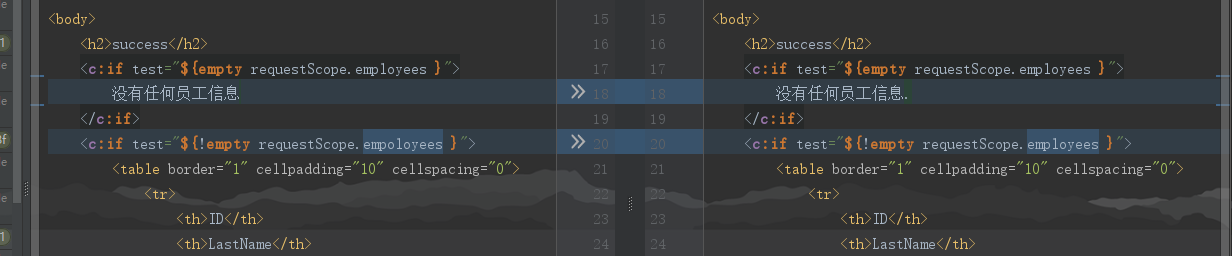 <body>
<h2>success</h2>
<c:if test="${empty requestScope.employees }">
没有任何员工信息
</c:if>
<c:if test="${!empty requestScope.empoloyees }">
<table border="1" cellpadding="10" cellspacing="0">
<tr>
<th>ID</th>
<th>LastName</th>
15 15
16 16
17 17
18 18
19 19
20 20
21 21
22 22
23 23
24 24
<body>
<h2>success</h2>
<c:if test="${empty requestScope.employees }">
没有任何员工信息.
</c:if>
<c:if test="${!empty requestScope.employees }">
<table border="1" cellpadding="10" cellspacing="0">
<tr>
<th>ID</th>
<th>LastName</th>